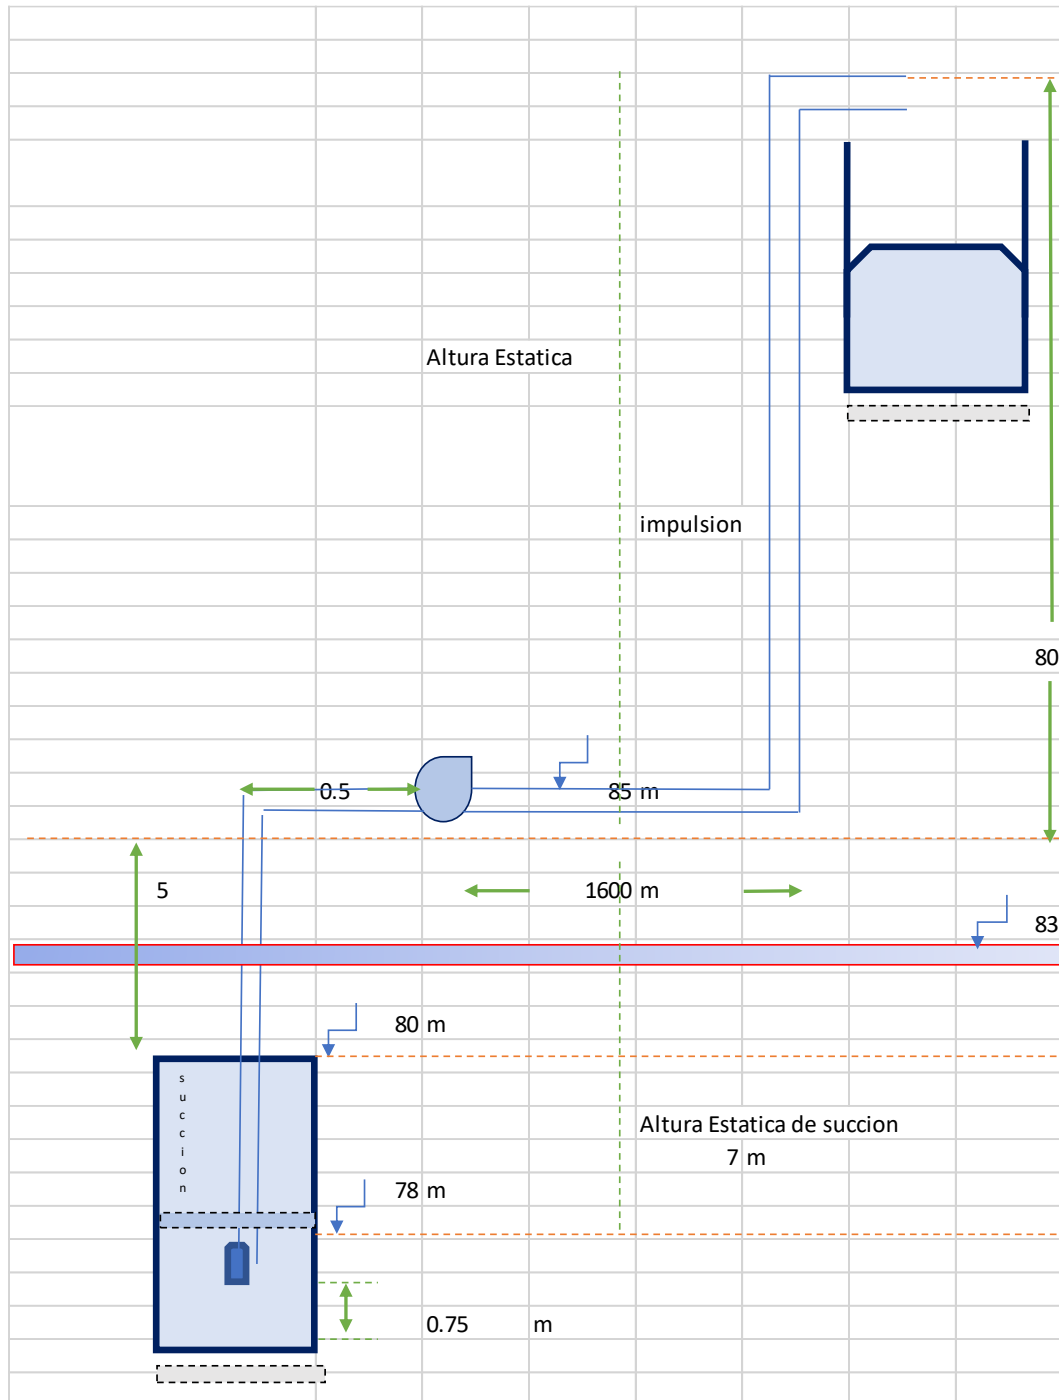 Altura Estatica
impulsion
80
0.5
85 m
5
1600 m
83
80 m
succion
Altura Estatica de succion
7 m
78 m
0.75 m